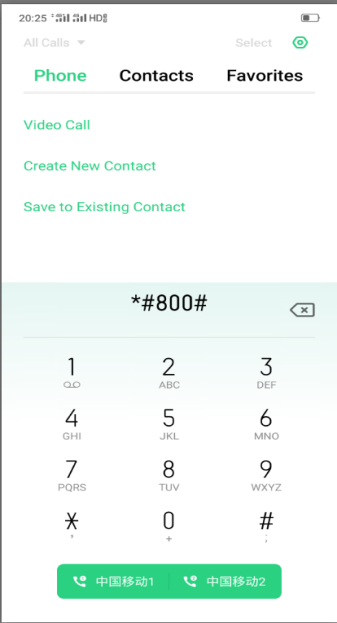 20:25 HD
All Calls Select
Phone Contacts Favorites
Video Call
Create New Contact
Save to Existing Contact
*#800#
1 2 3
ABC DEF
4 5 6
GHI JKL MNO
7 8 9
PQRS TUV WXYZ
* 0 #
, + ;
中国移动1 中国移动2